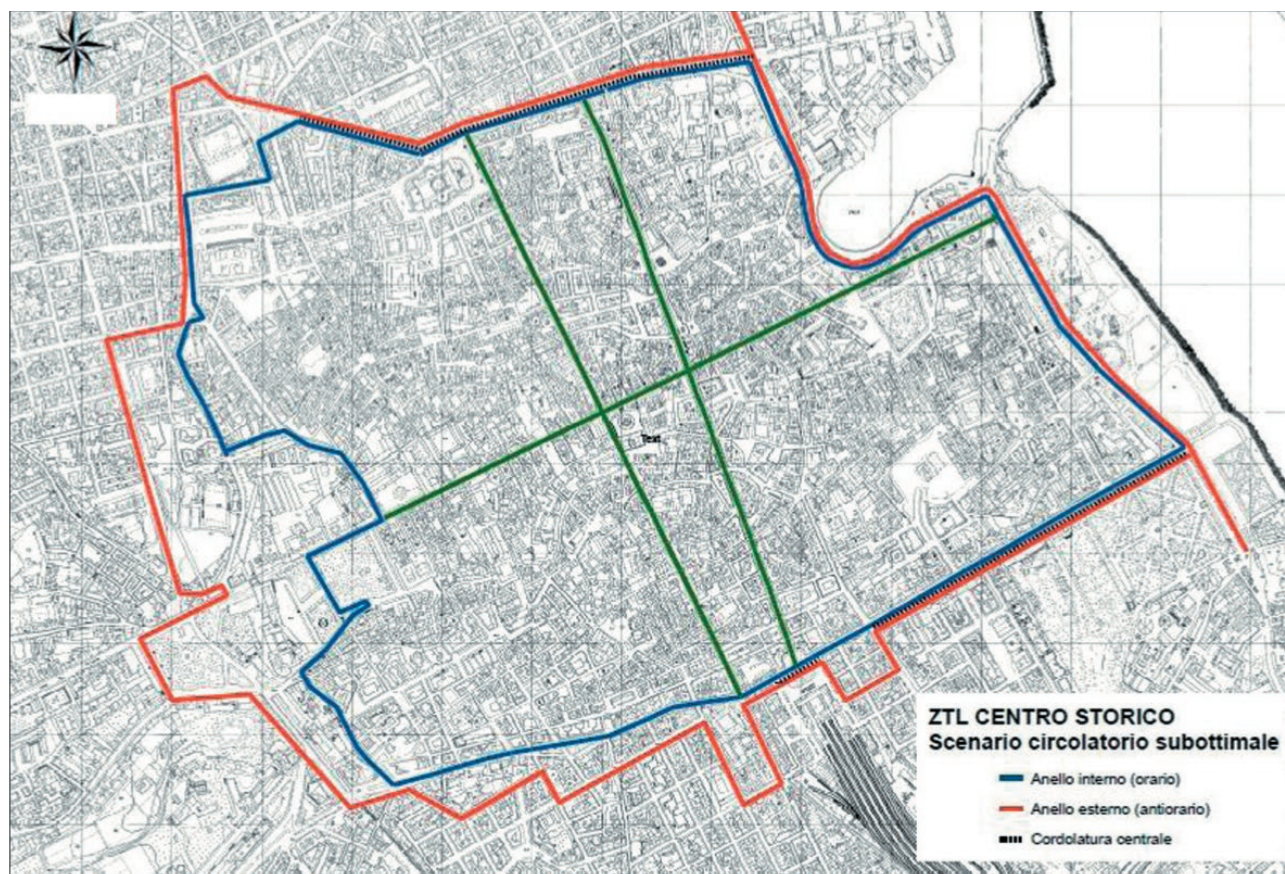 Text
ZTL CENTRO STORICO
Scenario circolatorio subottimale
Anello interno (orario)
Anello esterno (antiorario)
Cordolatura centrale